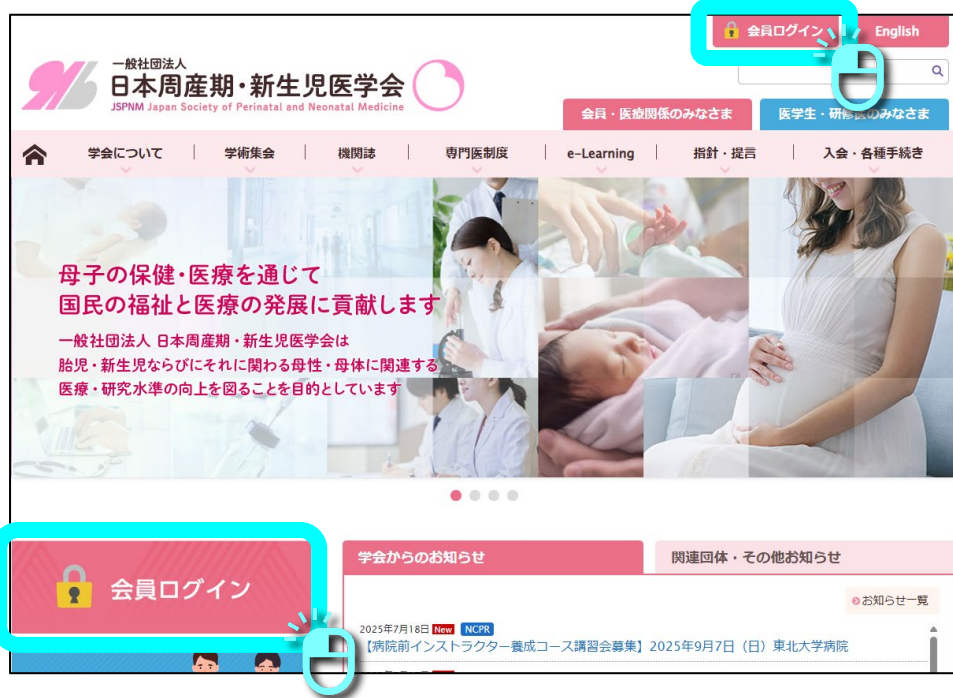 会員ログイン
English
一般社団法人
日本周産期・新生児医学会
JSPNM Japan Society of Perinatal and Neonatal Medicine
会員・医療関係のみなさま
医学生・研修医のみなさま
学会について
学術集会
機関誌
専門医制度
e-Learning
指針・提言
入会・各種手続き
母子の保健・医療を通じて
国民の福祉と医療の発展に貢献します
一般社団法人 日本周産期・新生児医学会は
胎児・新生児ならびにそれに関わる母性・母体に関連する
医療・研究水準の向上を図ることを目的としています
会員ログイン
学会からのお知らせ
関連団体・その他お知らせ
お知らせ一覧
2025年7月18日 New NCPR
【病院前インストラクター養成コース講習会募集】2025年9月7日（日）東北大学病院